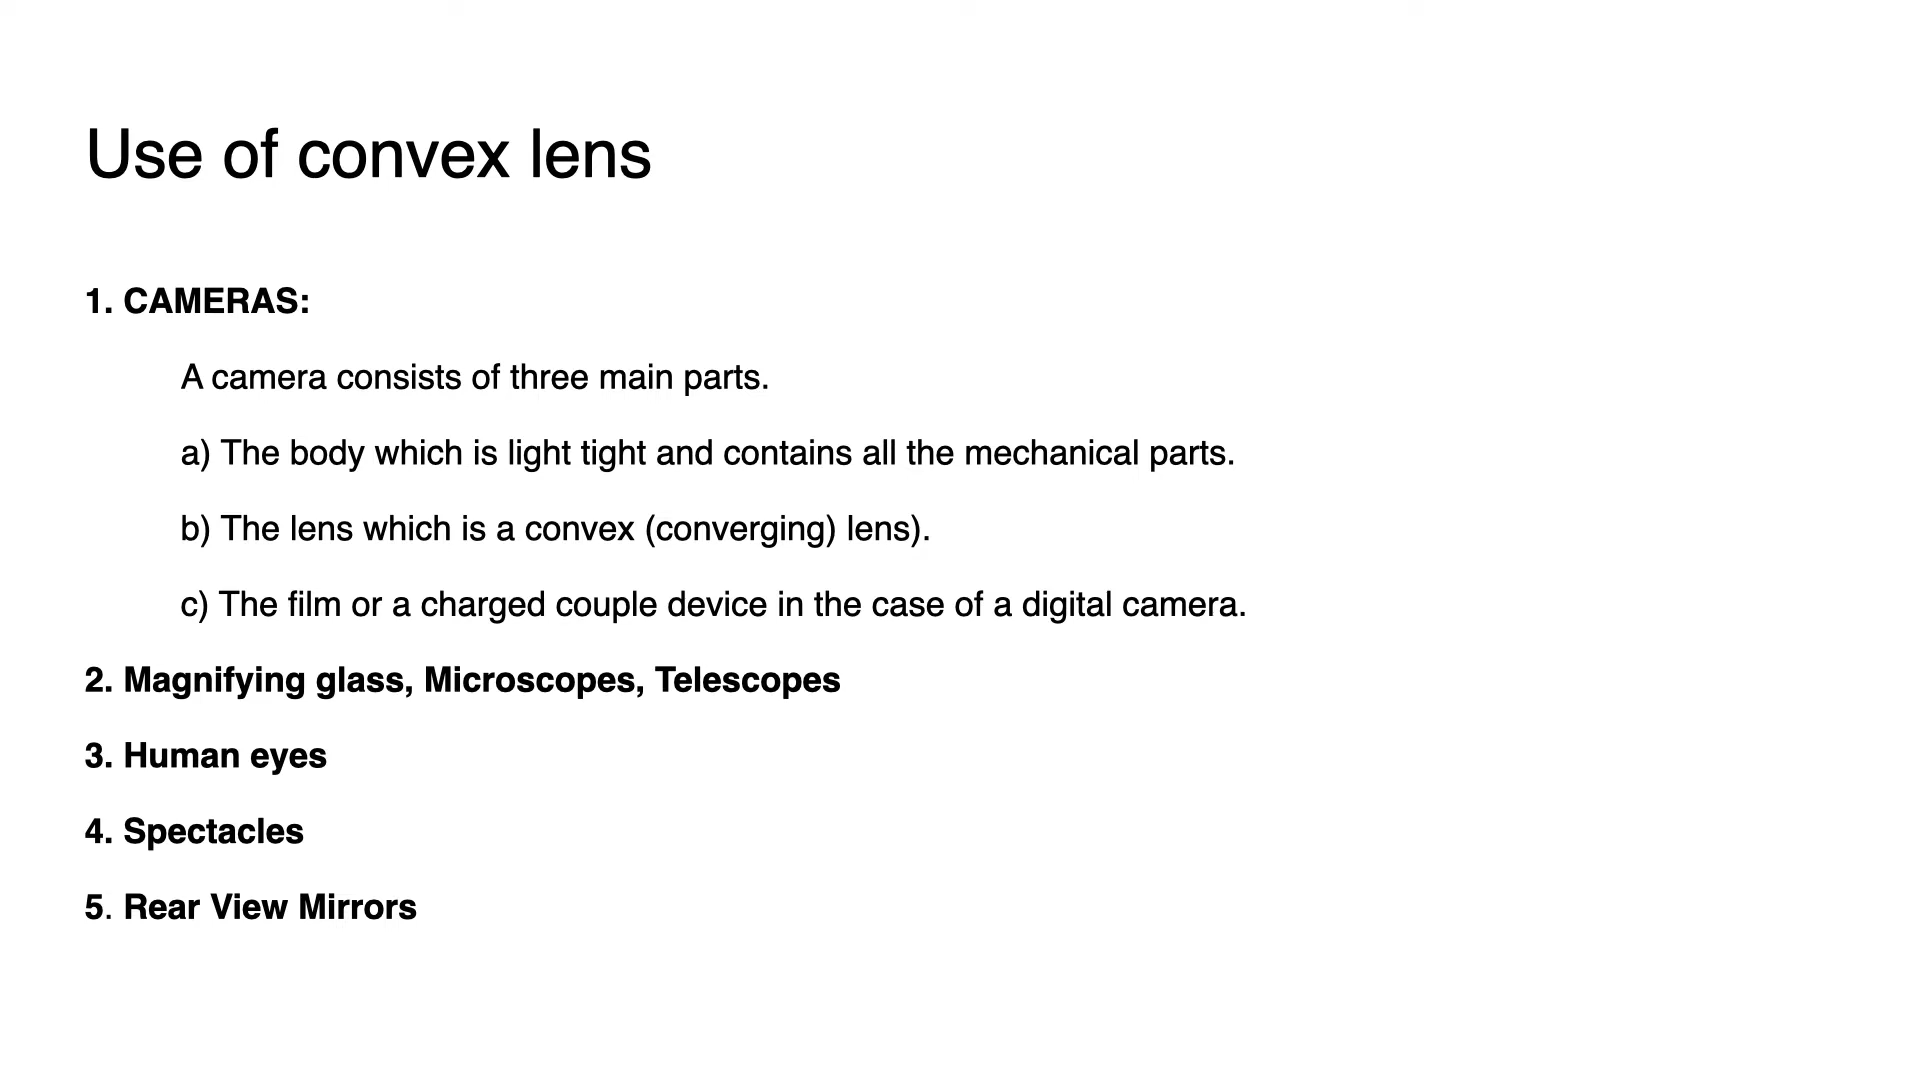 Use of convex lens
1. CAMERAS:
A camera consists of three main parts.
a) The body which is light tight and contains all the mechanical parts.
b) The lens which is a convex (converging) lens).
c) The film or a charged couple device in the case of a digital camera.
2. Magnifying glass, Microscopes, Telescopes
3. Human eyes
4. Spectacles
5. Rear View Mirrors